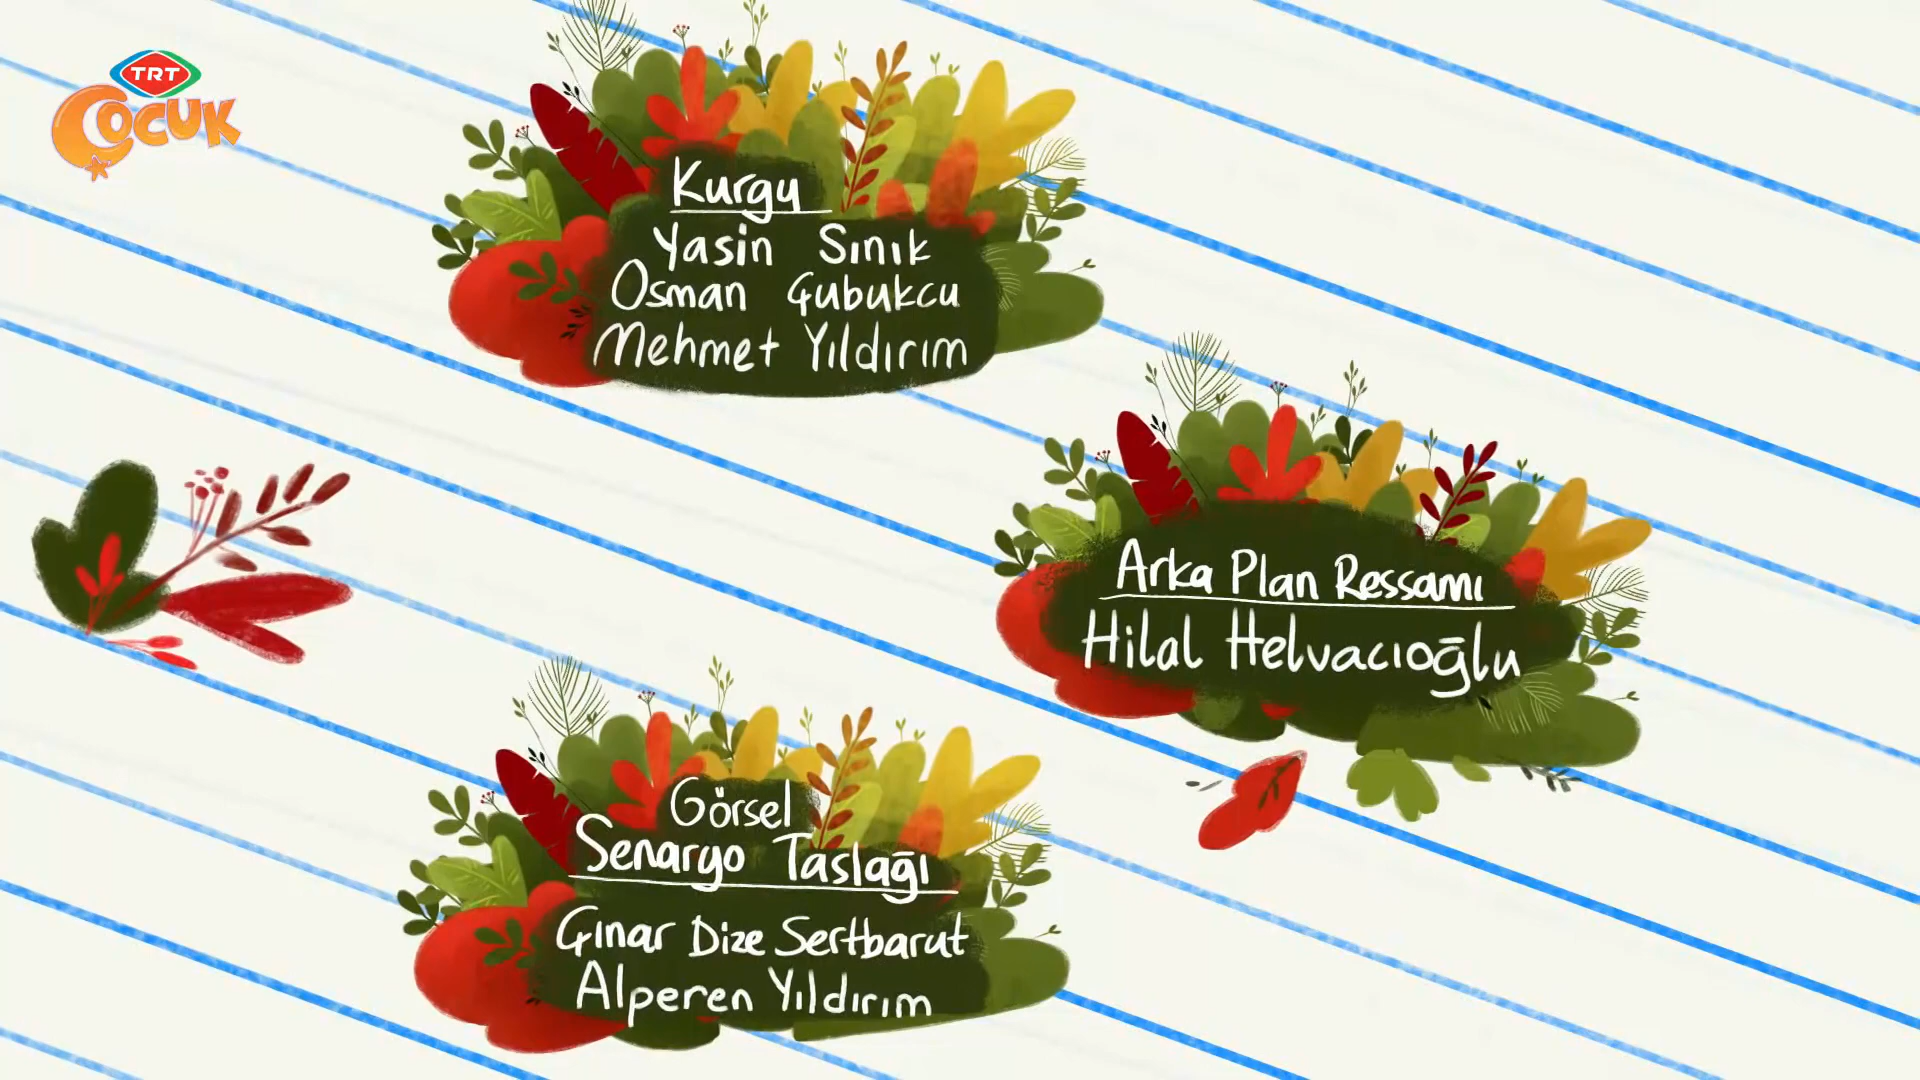 TRT
ÇOCUK
Kurgu
Yasin Sınık
Osman Çubukcu
Mehmet Yıldırım
Arka Plan Ressamı
Hilal Helvacıoğlu
Görsel
Senaryo Taslağı
Çınar Dize Sertbarut
Alperen Yıldırım